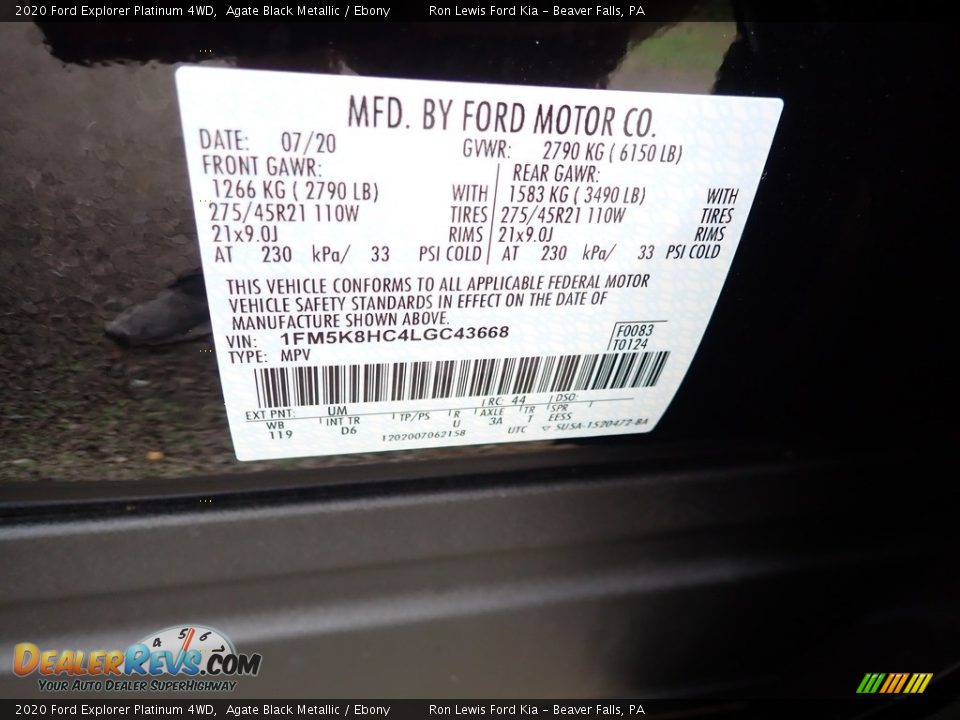 2020 Ford Explorer Platinum 4WD, Agate Black Metallic / Ebony Ron Lewis Ford Kia - Beaver Falls, PA
MFD. BY FORD MOTOR CO.
DATE: 07/20 GVWR: 2790 KG ( 6150 LB)
FRONT GAWR: REAR GAWR:
1266 KG ( 2790 LB) WITH 1583 KG ( 3490 LB) WITH
275/45R21 110W TIRES 275/45R21 110W TIRES
21x9.0J RIMS 21x9.0J RIMS
AT 230 kPa/ 33 PSI COLD AT 230 kPa/ 33 PSI COLD
THIS VEHICLE CONFORMS TO ALL APPLICABLE FEDERAL MOTOR
VEHICLE SAFETY STANDARDS IN EFFECT ON THE DATE OF
MANUFACTURE SHOWN ABOVE.
VIN: 1FM5K8HC4LGC43668 F0083
TYPE: MPV T0124
EXT PNT: UM RC: 44 DSO:
WB INT TR TP/PS R AXLE TR SPR
119 D6 U 3A T EESS
1202007062158 UTC ▽ SUSA-1520472-BA
4 5 6
DEALERREVS.COM
YOUR AUTO DEALER SUPERHIGHWAY
2020 Ford Explorer Platinum 4WD, Agate Black Metallic / Ebony Ron Lewis Ford Kia - Beaver Falls, PA